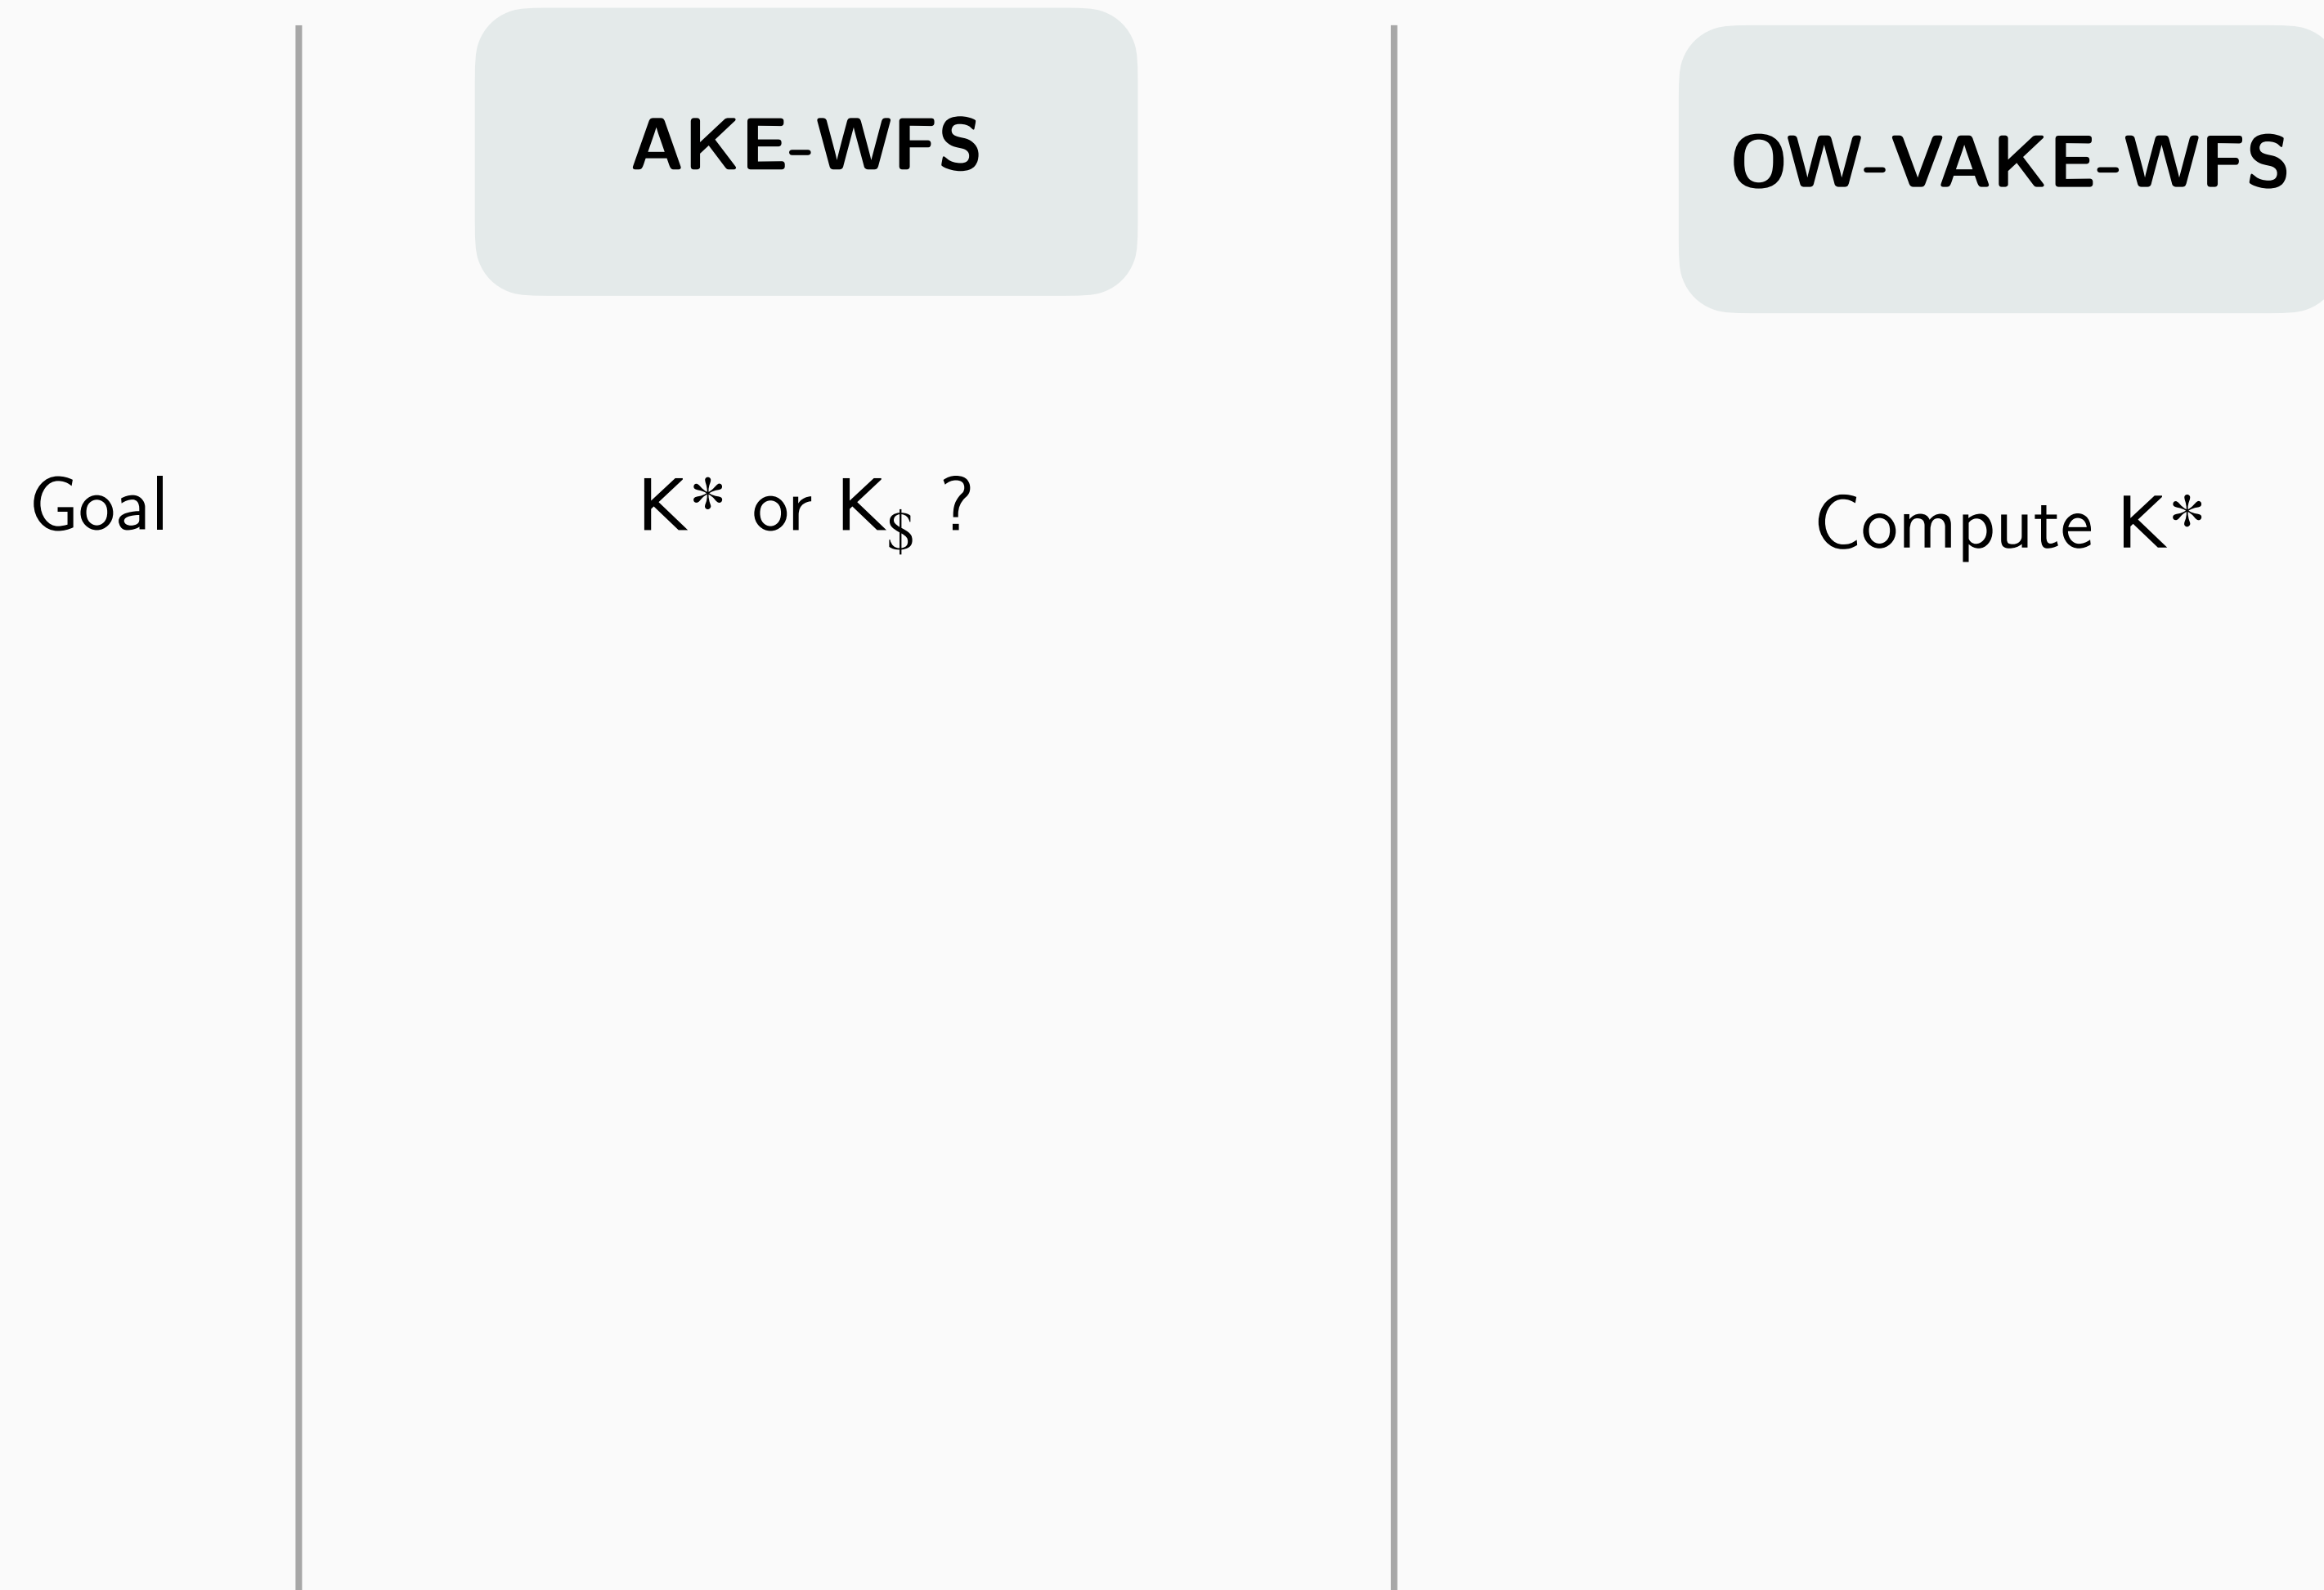 AKE-WFS
OW-VAKE-WFS
Goal
K* or K$ ?
Compute K*